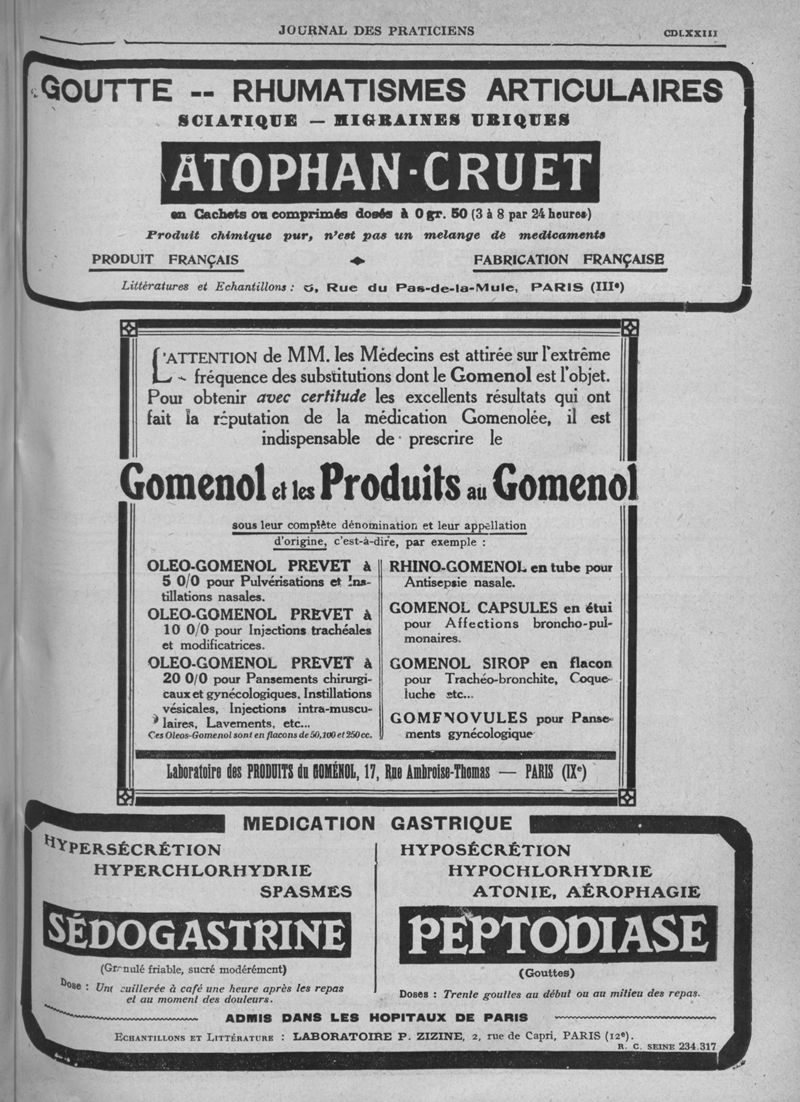 JOURNAL DES PRATICIENS
CDLXXIII
GOUTTE -- RHUMATISMES ARTICULAIRES
SCIATIQUE — MIGRAINES URIQUES
ATOPHAN-CRUET
en Cachets ou comprimés dosés à 0 gr. 50 (3 à 8 par 24 heures)
Produit chimique pur, n'est pas un melange de medicaments
PRODUIT FRANÇAIS
FABRICATION FRANÇAISE
Littératures et Echantillons : 6, Rue du Pas-de-la-Mule, PARIS (IIIe)
L'ATTENTION de MM. les Médecins est attirée sur l'extrême
fréquence des substitutions dont le Gomenol est l'objet.
Pour obtenir avec certitude les excellents résultats qui ont
fait la réputation de la médication Gomenolée, il est
indispensable de prescrire le
Gomenol et les Produits au Gomenol
sous leur complète dénomination et leur appellation
d'origine, c'est-à-dire, par exemple :
OLEO-GOMENOL PREVET à
5 0/0 pour Pulvérisations et Ins-
tillations nasales.
OLEO-GOMENOL PREVET à
10 0/0 pour Injections trachéales
et modificatrices.
OLEO-GOMENOL PREVET à
20 0/0 pour Pansements chirurgi-
caux et gynécologiques, Instillations
vésicales, Injections intra-muscu-
laires, Lavements, etc...
Ces Oleos-Gomenol sont en flacons de 50, 100 et 250 cc.
RHINO-GOMENOL en tube pour
Antisepsie nasale.
GOMENOL CAPSULES en étui
pour Affections broncho-pul-
monaires.
GOMENOL SIROP en flacon
pour Trachéo-bronchite, Coque-
luche etc...
GOMENOVULES pour Panse-
ments gynécologique
Laboratoire des PRODUITS du GOMÉNOL, 17, Rue Ambroise-Thomas — PARIS (IXe)
MEDICATION GASTRIQUE
HYPERSÉCRÉTION
HYPERCHLORHYDRIE
SPASMES
SÉDOGASTRINE
(Granulé friable, sucré modérément)
Dose : Une cuillerée à café une heure après les repas
et au moment des douleurs.
HYPOSÉCRÉTION
HYPOCHLORHYDRIE
ATONIE, AÉROPHAGIE
PEPTODIASE
(Gouttes)
Doses : Trente gouttes au début ou au milieu des repas.
ADMIS DANS LES HOPITAUX DE PARIS
ECHANTILLONS ET LITTÉRATURE : LABORATOIRE P. ZIZINE, 2, rue de Capri, PARIS (12e).
R. C. SEINE 234.317